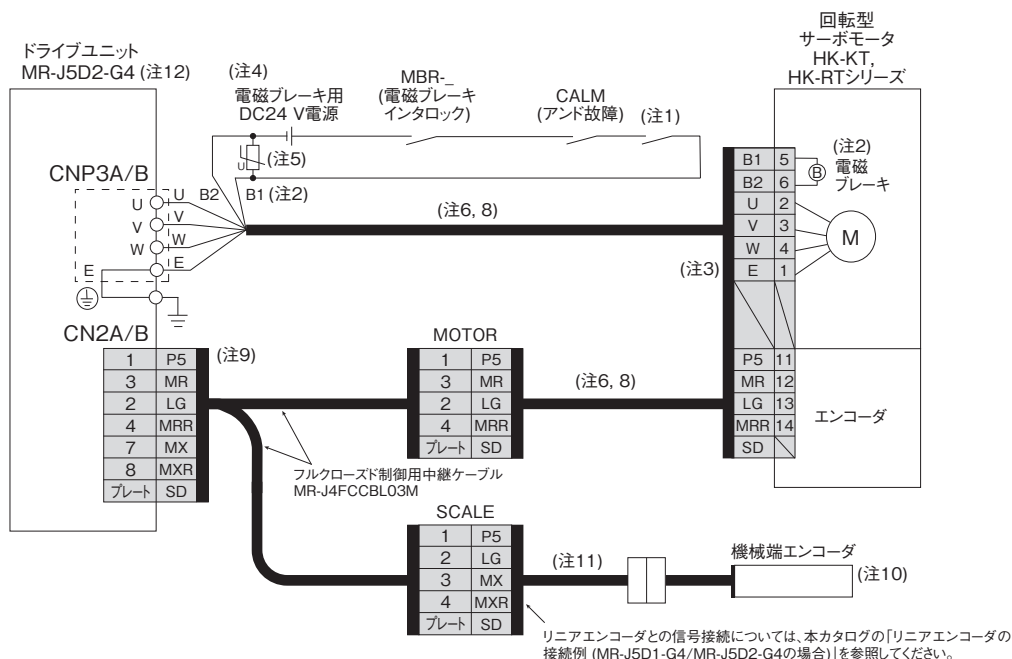 ドライブユニット
MR-J5D2-G4 (注12)
(注4)
電磁ブレーキ用
DC24 V電源
MBR-_
(電磁ブレーキ
インタロック)
CALM
(アンド故障)
(注1)
回転型
サーボモータ
HK-KT,
HK-RTシリーズ
U
(注5)
CNP3A/B
U
V
W
E
U
V
W
E
B2
B1 (注2)
(注6, 8)
(注3)
B1 5
B2 6
U 2
V 3
W 4
E 1
(注2)
電磁
ブレーキ
B
M
P5 11
MR 12
LG 13
MRR 14
SD
エンコーダ
CN2A/B
1 P5
3 MR
2 LG
4 MRR
7 MX
8 MXR
プレート SD
(注9)
MOTOR
1 P5
3 MR
2 LG
4 MRR
プレート SD
(注6, 8)
フルクローズド制御用中継ケーブル
MR-J4FCCBL03M
SCALE
1 P5
2 LG
3 MX
4 MXR
プレート SD
(注11)
機械端エンコーダ
(注10)
リニアエンコーダとの信号接続については、本カタログの「リニアエンコーダの
接続例 (MR-J5D1-G4/MR-J5D2-G4の場合)」を参照してください。